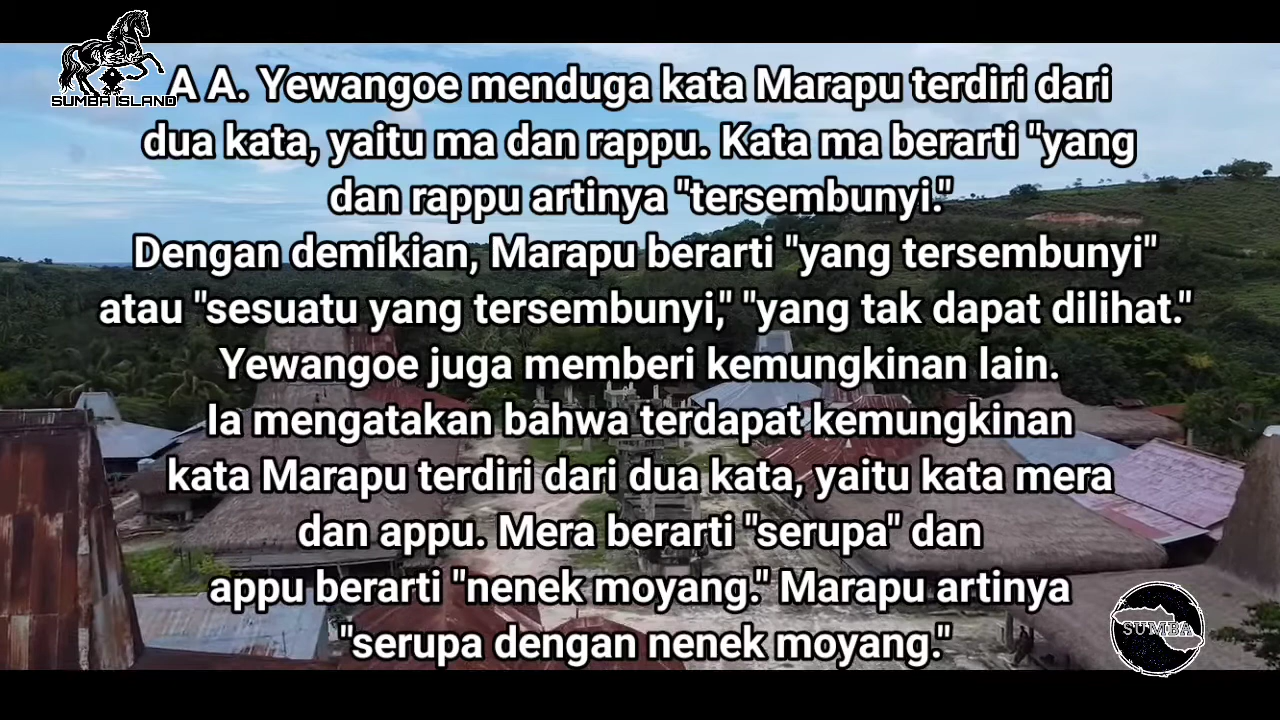 SUMBA ISLAND
A A. Yewangoe menduga kata Marapu terdiri dari
dua kata, yaitu ma dan rappu. Kata ma berarti "yang
dan rappu artinya "tersembunyi."
Dengan demikian, Marapu berarti "yang tersembunyi"
atau "sesuatu yang tersembunyi," "yang tak dapat dilihat."
Yewangoe juga memberi kemungkinan lain.
Ia mengatakan bahwa terdapat kemungkinan
kata Marapu terdiri dari dua kata, yaitu kata mera
dan appu. Mera berarti "serupa" dan
appu berarti "nenek moyang." Marapu artinya
"serupa dengan nenek moyang."
SUMBA